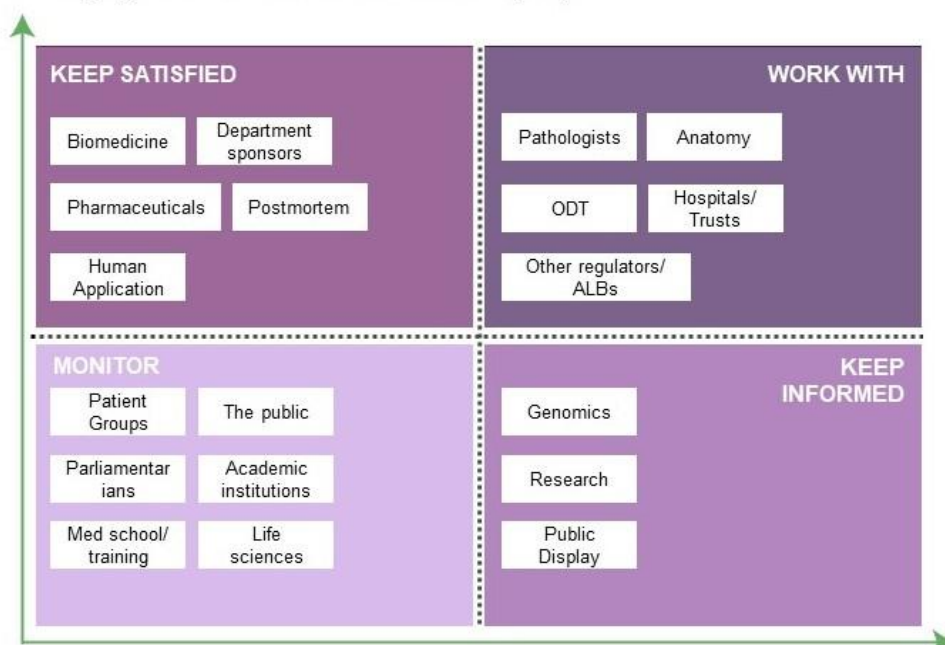 KEEP SATISFIED
Biomedicine
Department
sponsors
Pharmaceuticals
Postmortem
Human
Application
WORK WITH
Pathologists
Anatomy
ODT
Hospitals/
Trusts
Other regulators/
ALBs
MONITOR
Patient
Groups
The public
Parliamentar
ians
Academic
institutions
Med school/
training
Life
sciences
KEEP
INFORMED
Genomics
Research
Public
Display